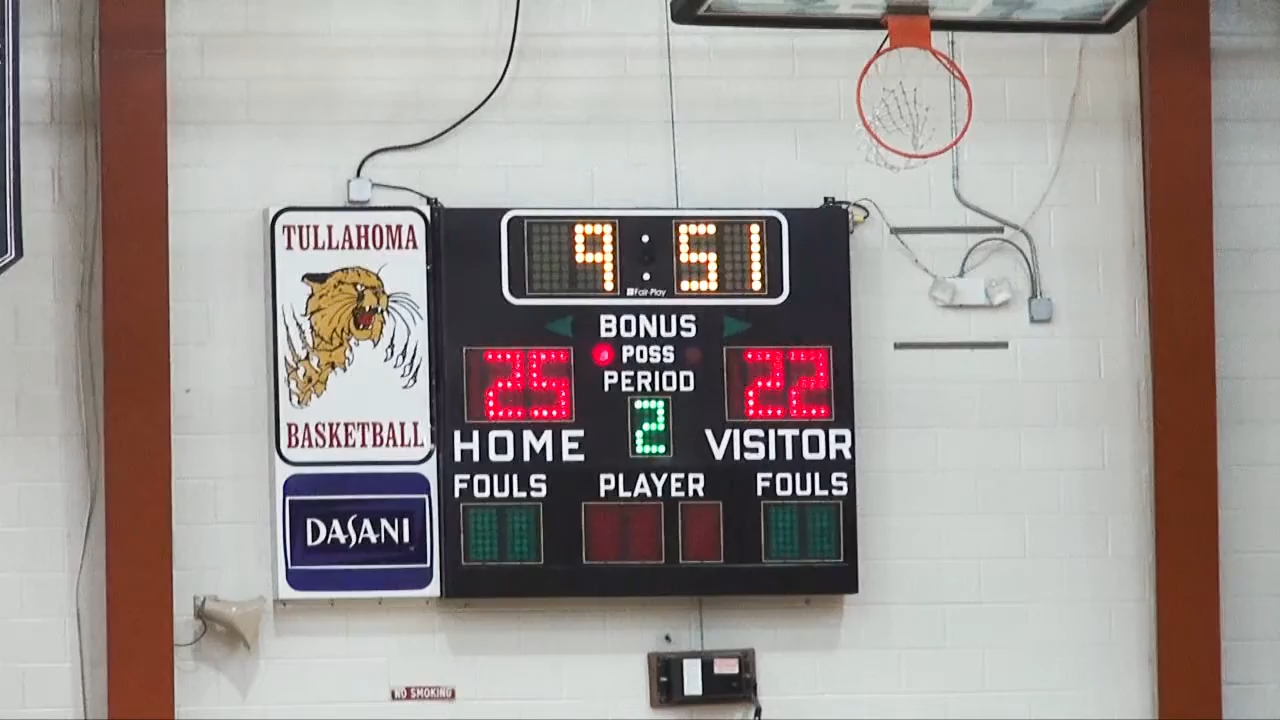 TULLAHOMA
BASKETBALL
DASANI
9:51
Fair-Play
BONUS
POSS
PERIOD
25
2
22
HOME
VISITOR
FOULS
PLAYER
FOULS
NO SMOKING